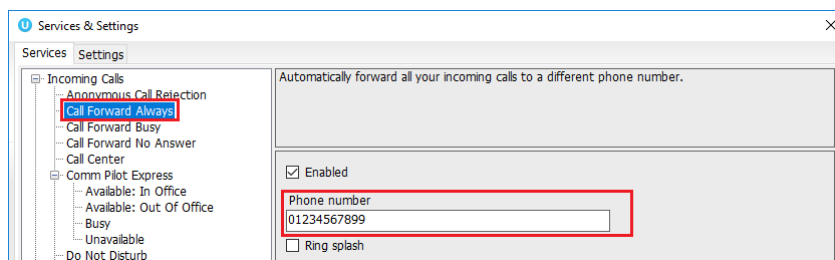 Services & Settings
Services Settings
Incoming Calls
Anonymous Call Rejection
Call Forward Always
Call Forward Busy
Call Forward No Answer
Call Center
Comm Pilot Express
Available: In Office
Available: Out Of Office
Busy
Unavailable
Do Not Disturb
Automatically forward all your incoming calls to a different phone number.
Enabled
Phone number
01234567899
Ring splash